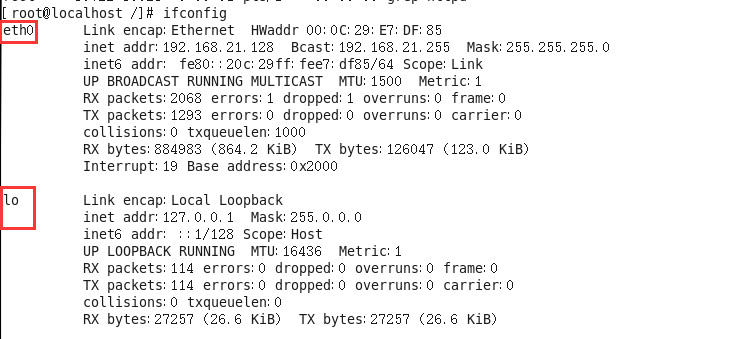 [root@localhost /]# ifconfig
eth0 Link encap:Ethernet HWaddr 00:0C:29:E7:DF:85
inet addr:192.168.21.128 Bcast:192.168.21.255 Mask:255.255.255.0
inet6 addr: fe80::20c:29ff:fee7:df85/64 Scope:Link
UP BROADCAST RUNNING MULTICAST MTU:1500 Metric:1
RX packets:2068 errors:1 dropped:1 overruns:0 frame:0
TX packets:1293 errors:0 dropped:0 overruns:0 carrier:0
collisions:0 txqueuelen:1000
RX bytes:884983 (864.2 KiB) TX bytes:126047 (123.0 KiB)
Interrupt:19 Base address:0x2000
lo Link encap:Local Loopback
inet addr:127.0.0.1 Mask:255.0.0.0
inet6 addr: ::1/128 Scope:Host
UP LOOPBACK RUNNING MTU:16436 Metric:1
RX packets:114 errors:0 dropped:0 overruns:0 frame:0
TX packets:114 errors:0 dropped:0 overruns:0 carrier:0
collisions:0 txqueuelen:0
RX bytes:27257 (26.6 KiB) TX bytes:27257 (26.6 KiB)